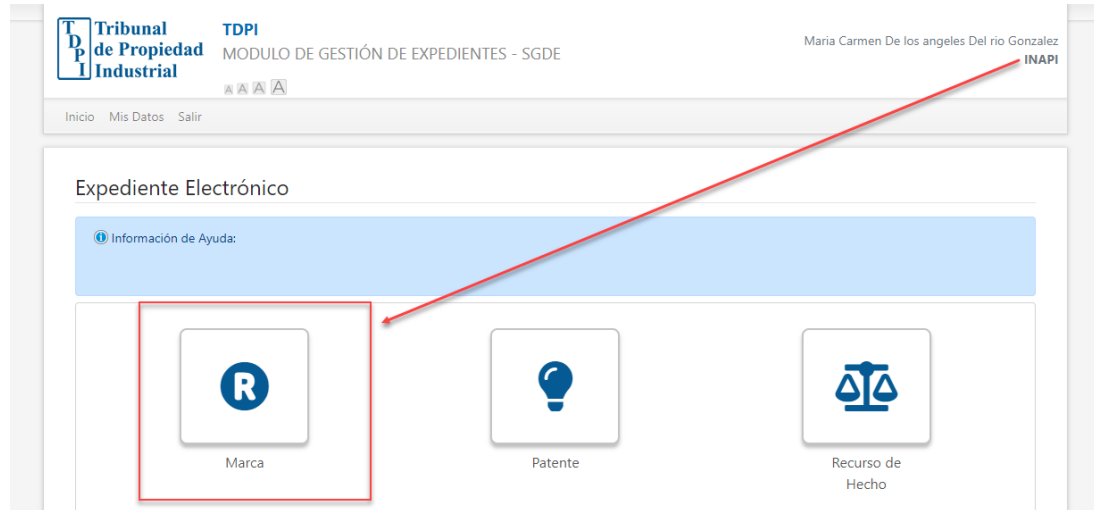 Tribunal
de Propiedad
Industrial
TDPI
TDPI
MODULO DE GESTIÓN DE EXPEDIENTES - SGDE
A A A A
Maria Carmen De los angeles Del rio Gonzalez
INAPI
Inicio Mis Datos Salir
Expediente Electrónico
Información de Ayuda:
R
Marca
Patente
Recurso de
Hecho